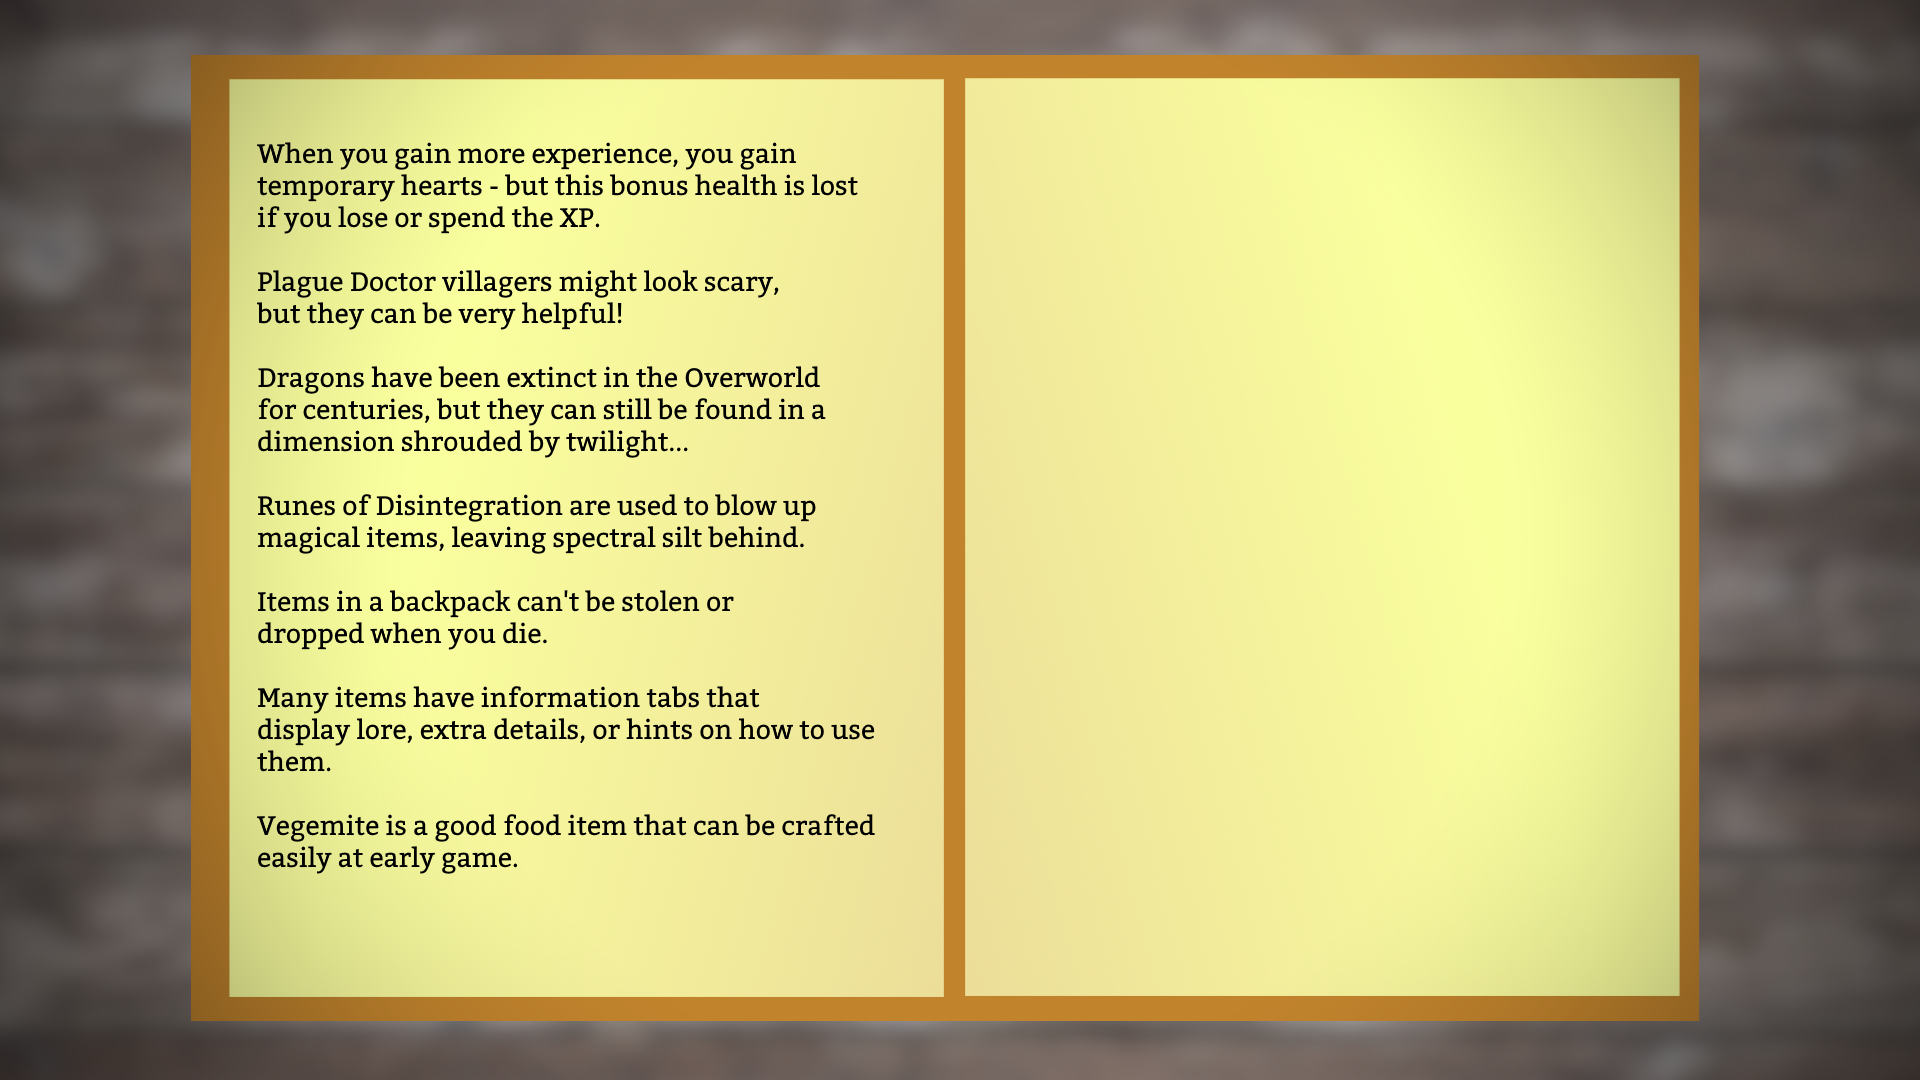 When you gain more experience, you gain
temporary hearts - but this bonus health is lost
if you lose or spend the XP.
Plague Doctor villagers might look scary,
but they can be very helpful!
Dragons have been extinct in the Overworld
for centuries, but they can still be found in a
dimension shrouded by twilight...
Runes of Disintegration are used to blow up
magical items, leaving spectral silt behind.
Items in a backpack can't be stolen or
dropped when you die.
Many items have information tabs that
display lore, extra details, or hints on how to use
them.
Vegemite is a good food item that can be crafted
easily at early game.